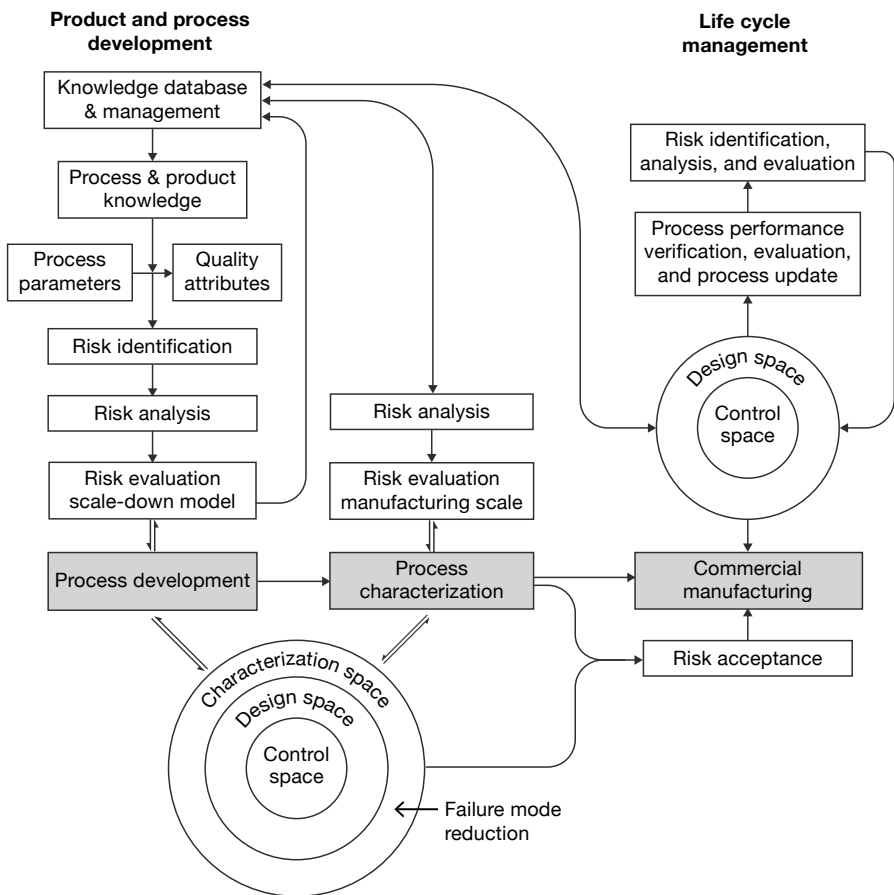 Product and process
development
Life cycle
management
Knowledge database
& management
Process & product
knowledge
Process
parameters
Quality
attributes
Risk identification
Risk analysis
Risk evaluation
scale-down model
Process development
Risk analysis
Risk evaluation
manufacturing scale
Process
characterization
Risk identification,
analysis, and evaluation
Process performance
verification, evaluation,
and process update
Design space
Control
space
Commercial
manufacturing
Risk acceptance
Characterization space
Design space
Control
space
Failure mode
reduction